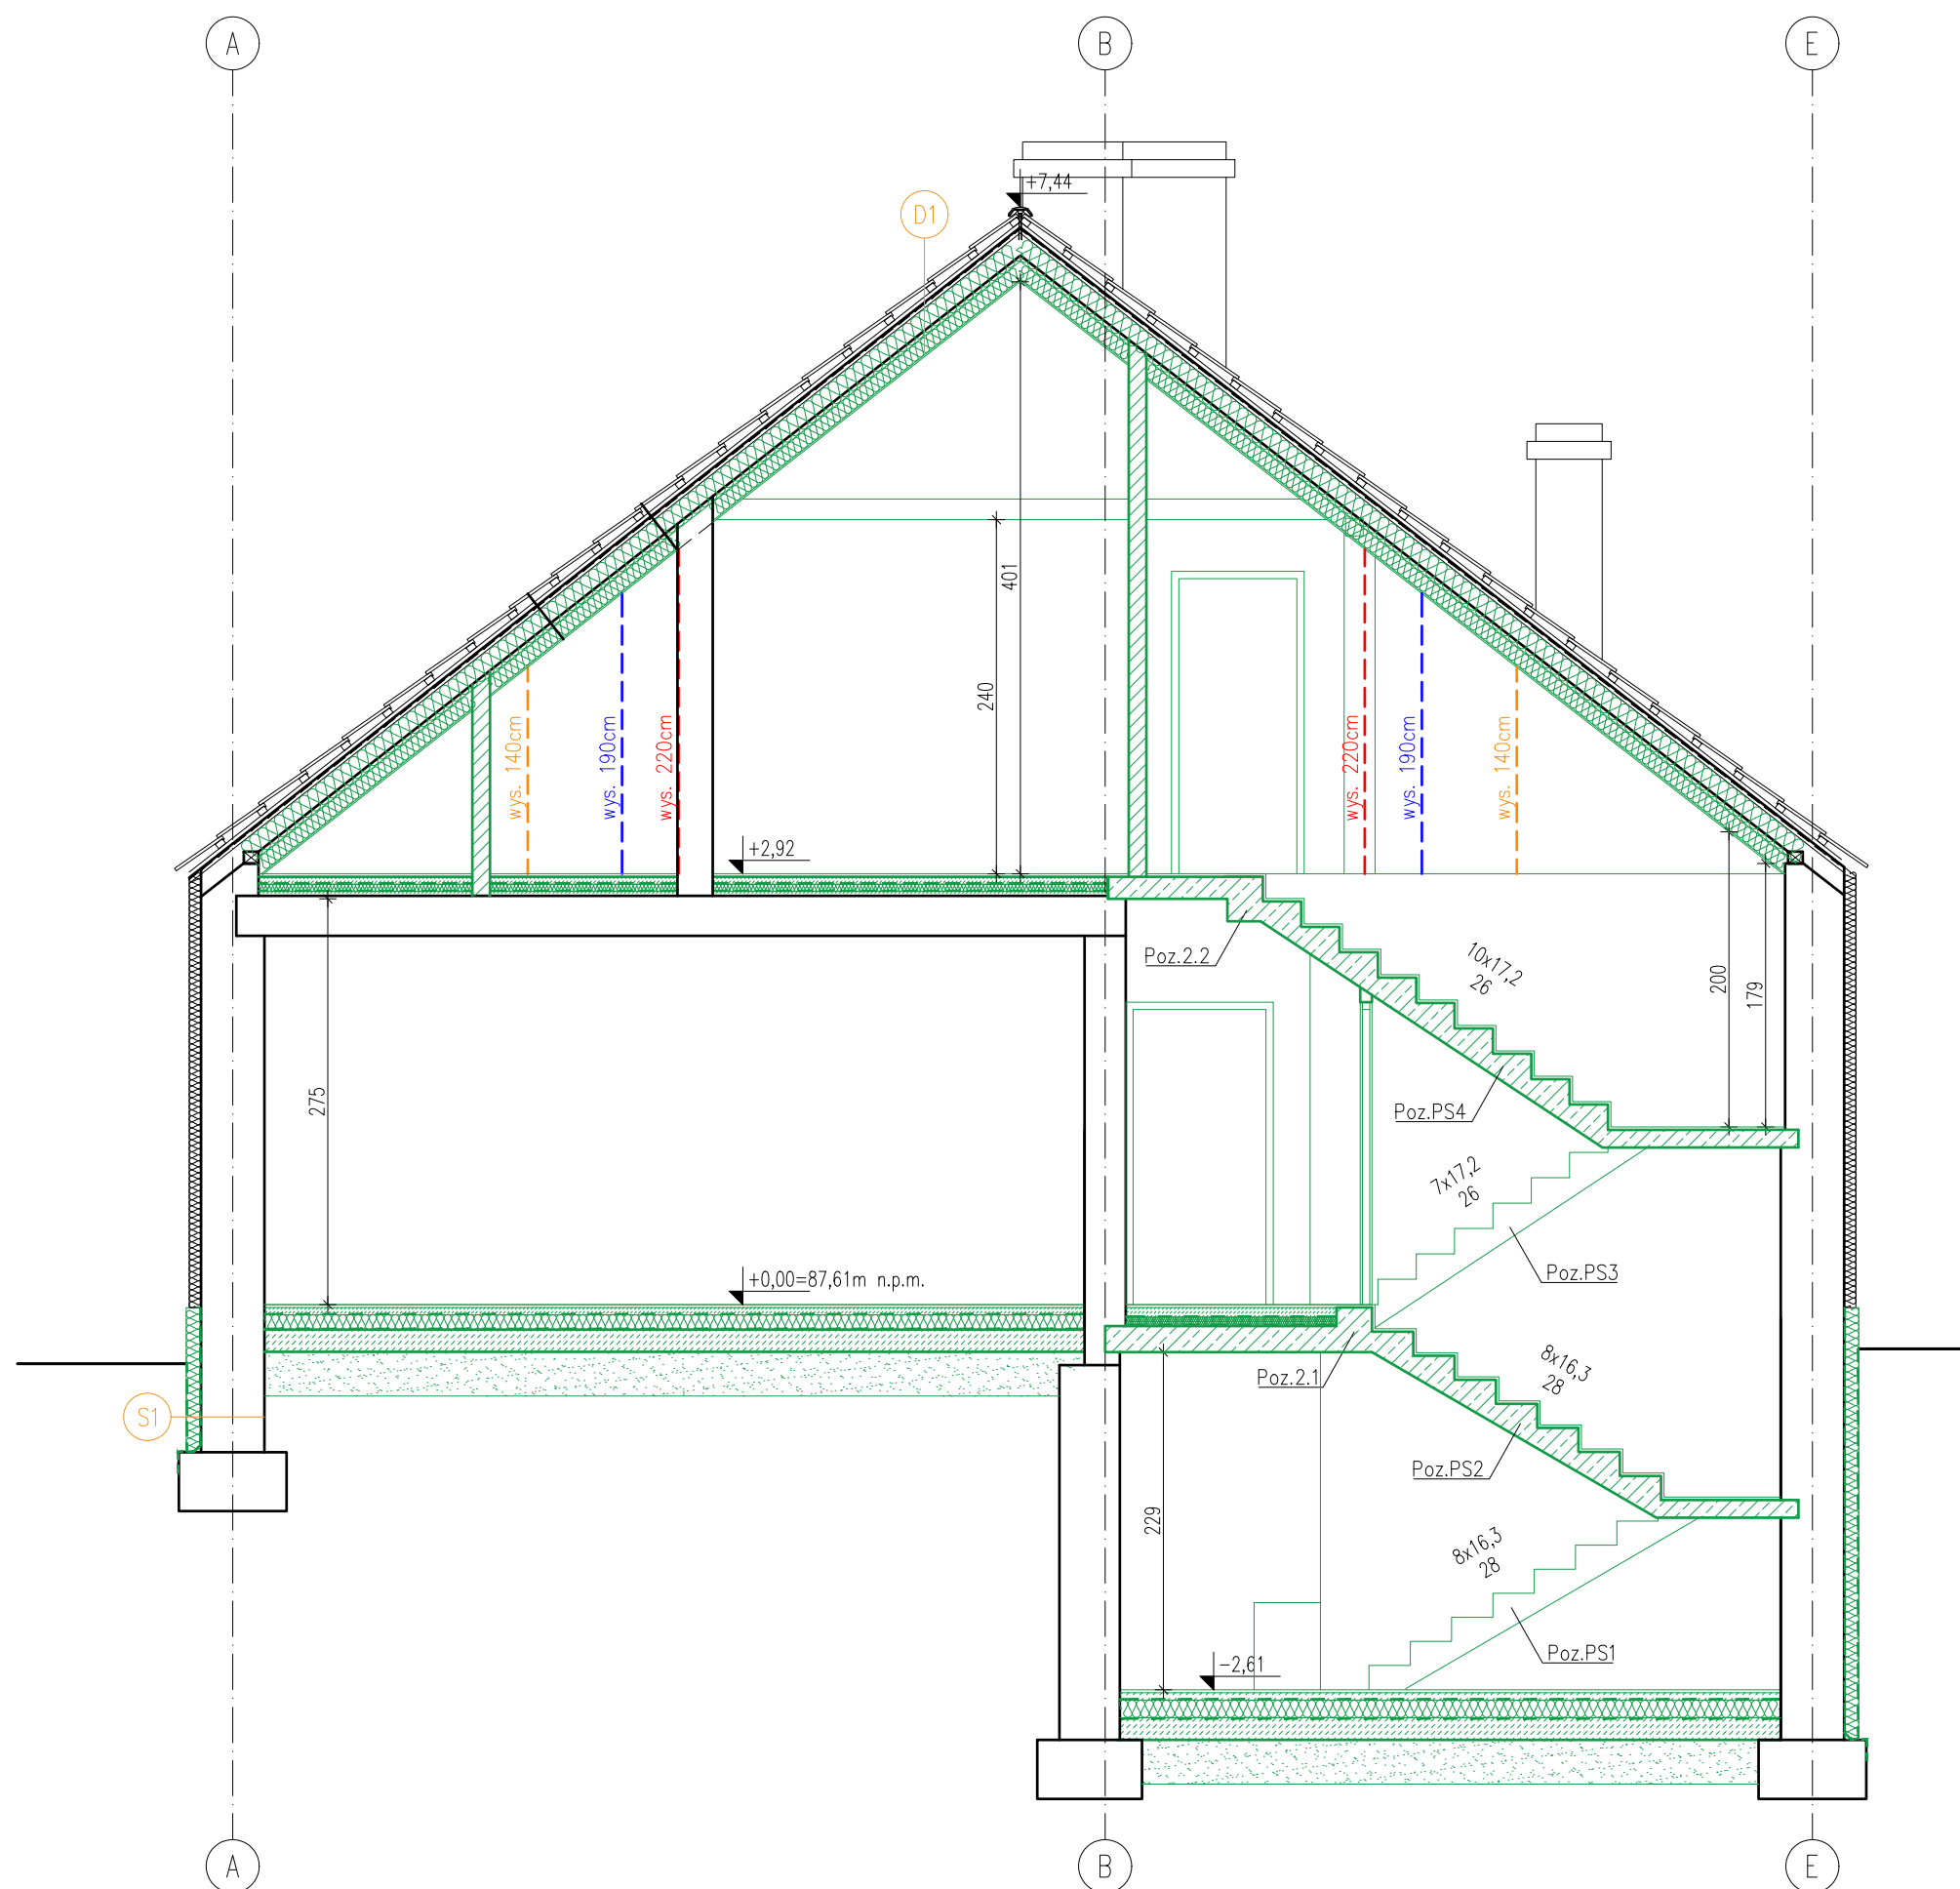 A
B
E
+7,44
D1
401
240
wys. 140cm
wys. 190cm
wys. 220cm
wys. 220cm
wys. 190cm
wys. 140cm
+2,92
Poz.2.2
10x17,2
26
200
179
275
Poz.PS4
7x17,2
26
Poz.PS3
+0,00=87,61m n.p.m.
Poz.2.1
8x16,3
28
S1
Poz.PS2
229
8x16,3
28
Poz.PS1
-2,61
A
B
E